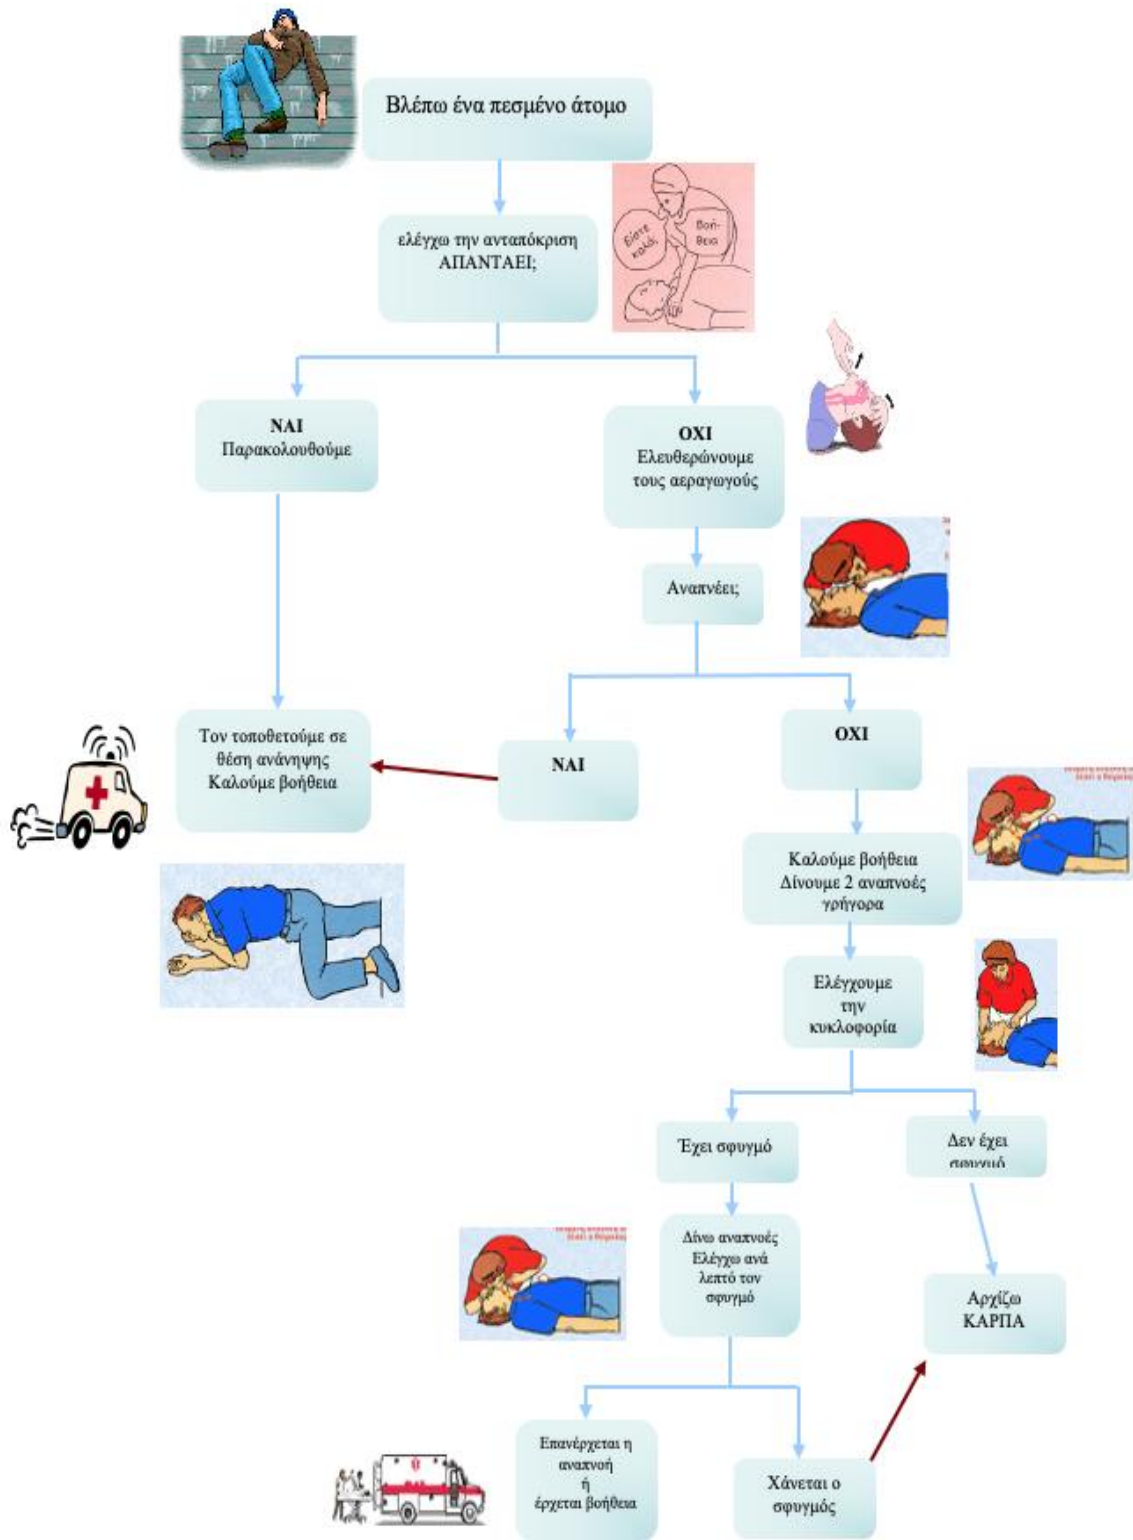 Βλέπω ένα πεσμένο άτομο
ελέγχω την ανταπόκριση
ΑΠΑΝΤΑΕΙ;
είστε
καλά;
Βοή-
θεια
ΝΑΙ
Παρακολουθούμε
ΟΧΙ
Ελευθερώνουμε
τους αεραγωγούς
Αναπνέει;
Τον τοποθετούμε σε
θέση ανάνηψης
Καλούμε βοήθεια
ΝΑΙ
ΟΧΙ
Καλούμε βοήθεια
Δίνουμε 2 αναπνοές
γρήγορα
Ελέγχουμε
την
κυκλοφορία
Έχει σφυγμό
Δεν έχει
σφυγμό
Δίνω αναπνοές
Ελέγχω ανά
λεπτό τον
σφυγμό
Αρχίζω
ΚΑΡΠΑ
Επανέρχεται η
αναπνοή
ή
έρχεται βοήθεια
Χάνεται ο
σφυγμός